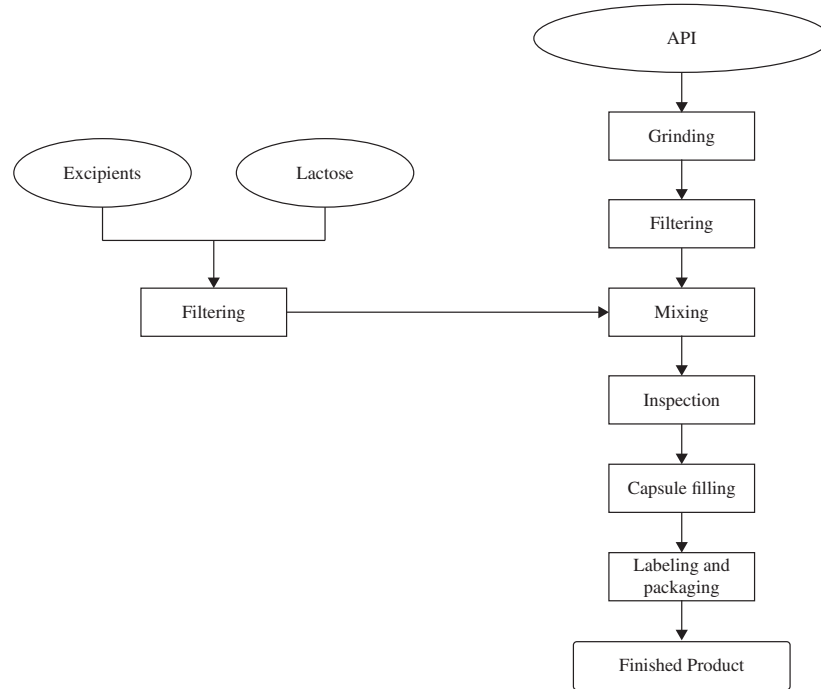 API
Grinding
Excipients
Lactose
Filtering
Filtering
Mixing
Inspection
Capsule filling
Labeling and
packaging
Finished Product